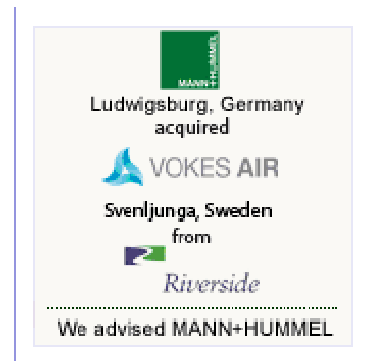 MANN+HUMMEL
Ludwigsburg, Germany
acquired
VOKES AIR
Svenljunga, Sweden
from
Riverside
We advised MANN+HUMMEL